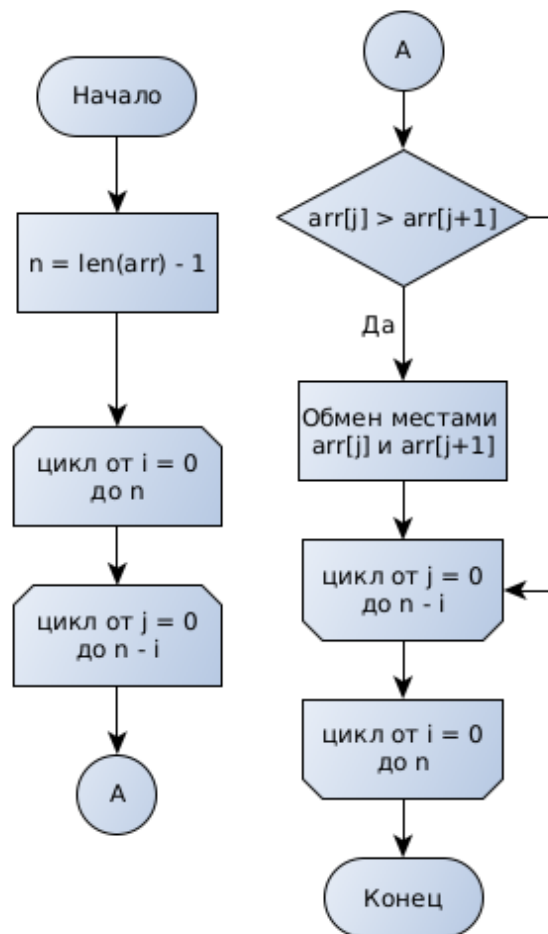 Начало
n = len(arr) - 1
цикл от i = 0
до n
цикл от j = 0
до n - i
A
A
arr[j] > arr[j+1]
Да
Обмен местами
arr[j] и arr[j+1]
цикл от j = 0
до n - i
цикл от i = 0
до n
Конец